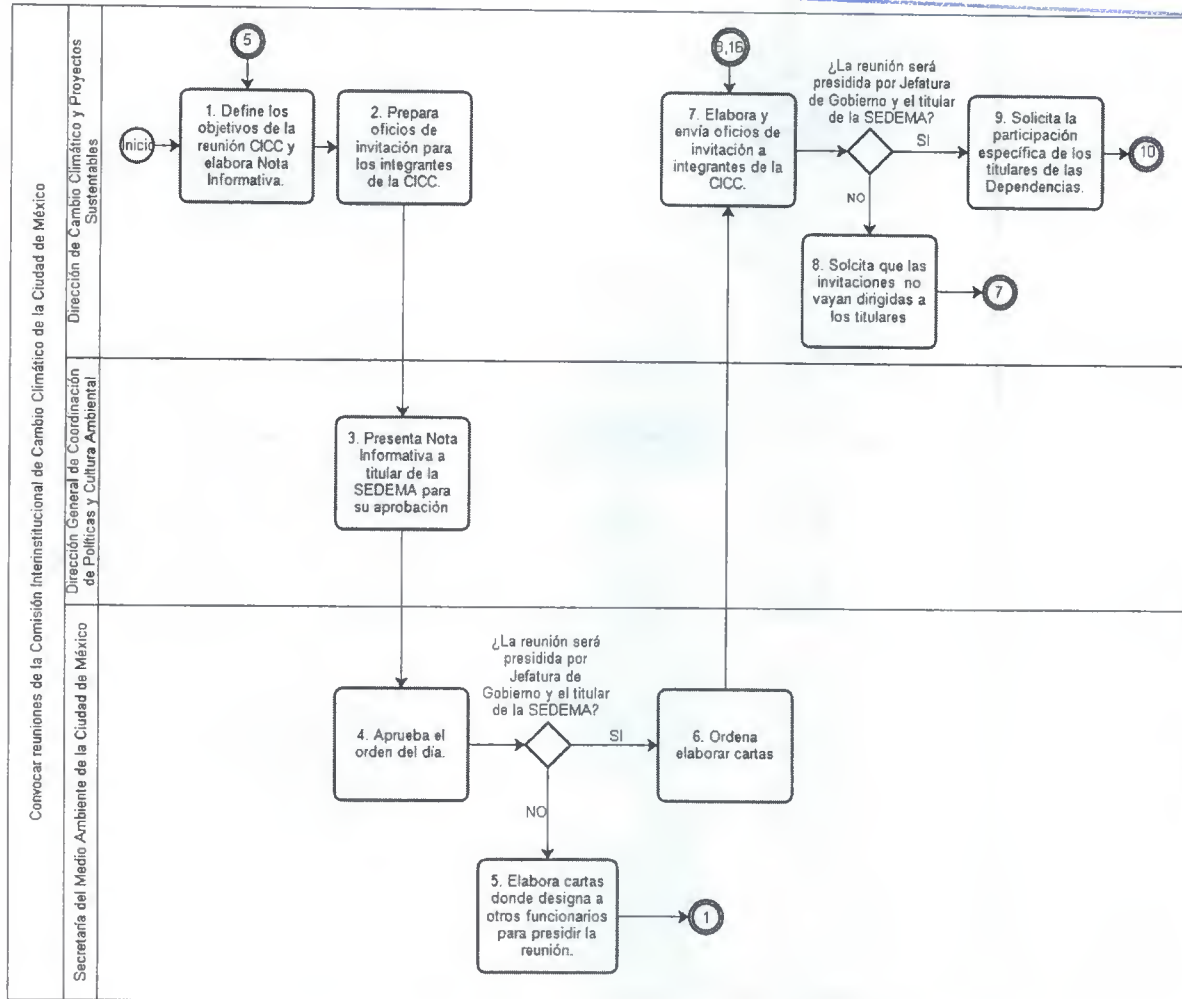 Convocar reuniones de la Comisión Interinstitucional de Cambio Climático de la Ciudad de México
Dirección de Cambio Climático y Proyectos
Sustentables
Inicio
5
1. Define los
objetivos de la
reunión CICC y
elabora Nota
Informativa.
2. Prepara
oficios de
invitación para
los integrantes
de la CICC.
8,16
7. Elabora y
envía oficios de
invitación a
integrantes de la
CICC.
¿La reunión será
presidida por Jefatura
de Gobierno y el titular
de la SEDEMA?
SI
NO
9. Solicita la
participación
específica de los
titulares de las
Dependencias.
10
8. Solcita que las
invitaciones no
vayan dirigidas a
los titulares
7
Dirección General de Coordinación
de Políticas y Cultura Ambiental
3. Presenta Nota
Informativa a
titular de la
SEDEMA para
su aprobación
Secretaría del Medio Ambiente de la Ciudad de México
4. Aprueba el
orden del día.
¿La reunión será
presidida por
Jefatura de
Gobierno y el titular
de la SEDEMA?
SI
NO
6. Ordena
elaborar cartas
5. Elabora cartas
donde designa a
otros funcionarios
para presidir la
reunión.
1